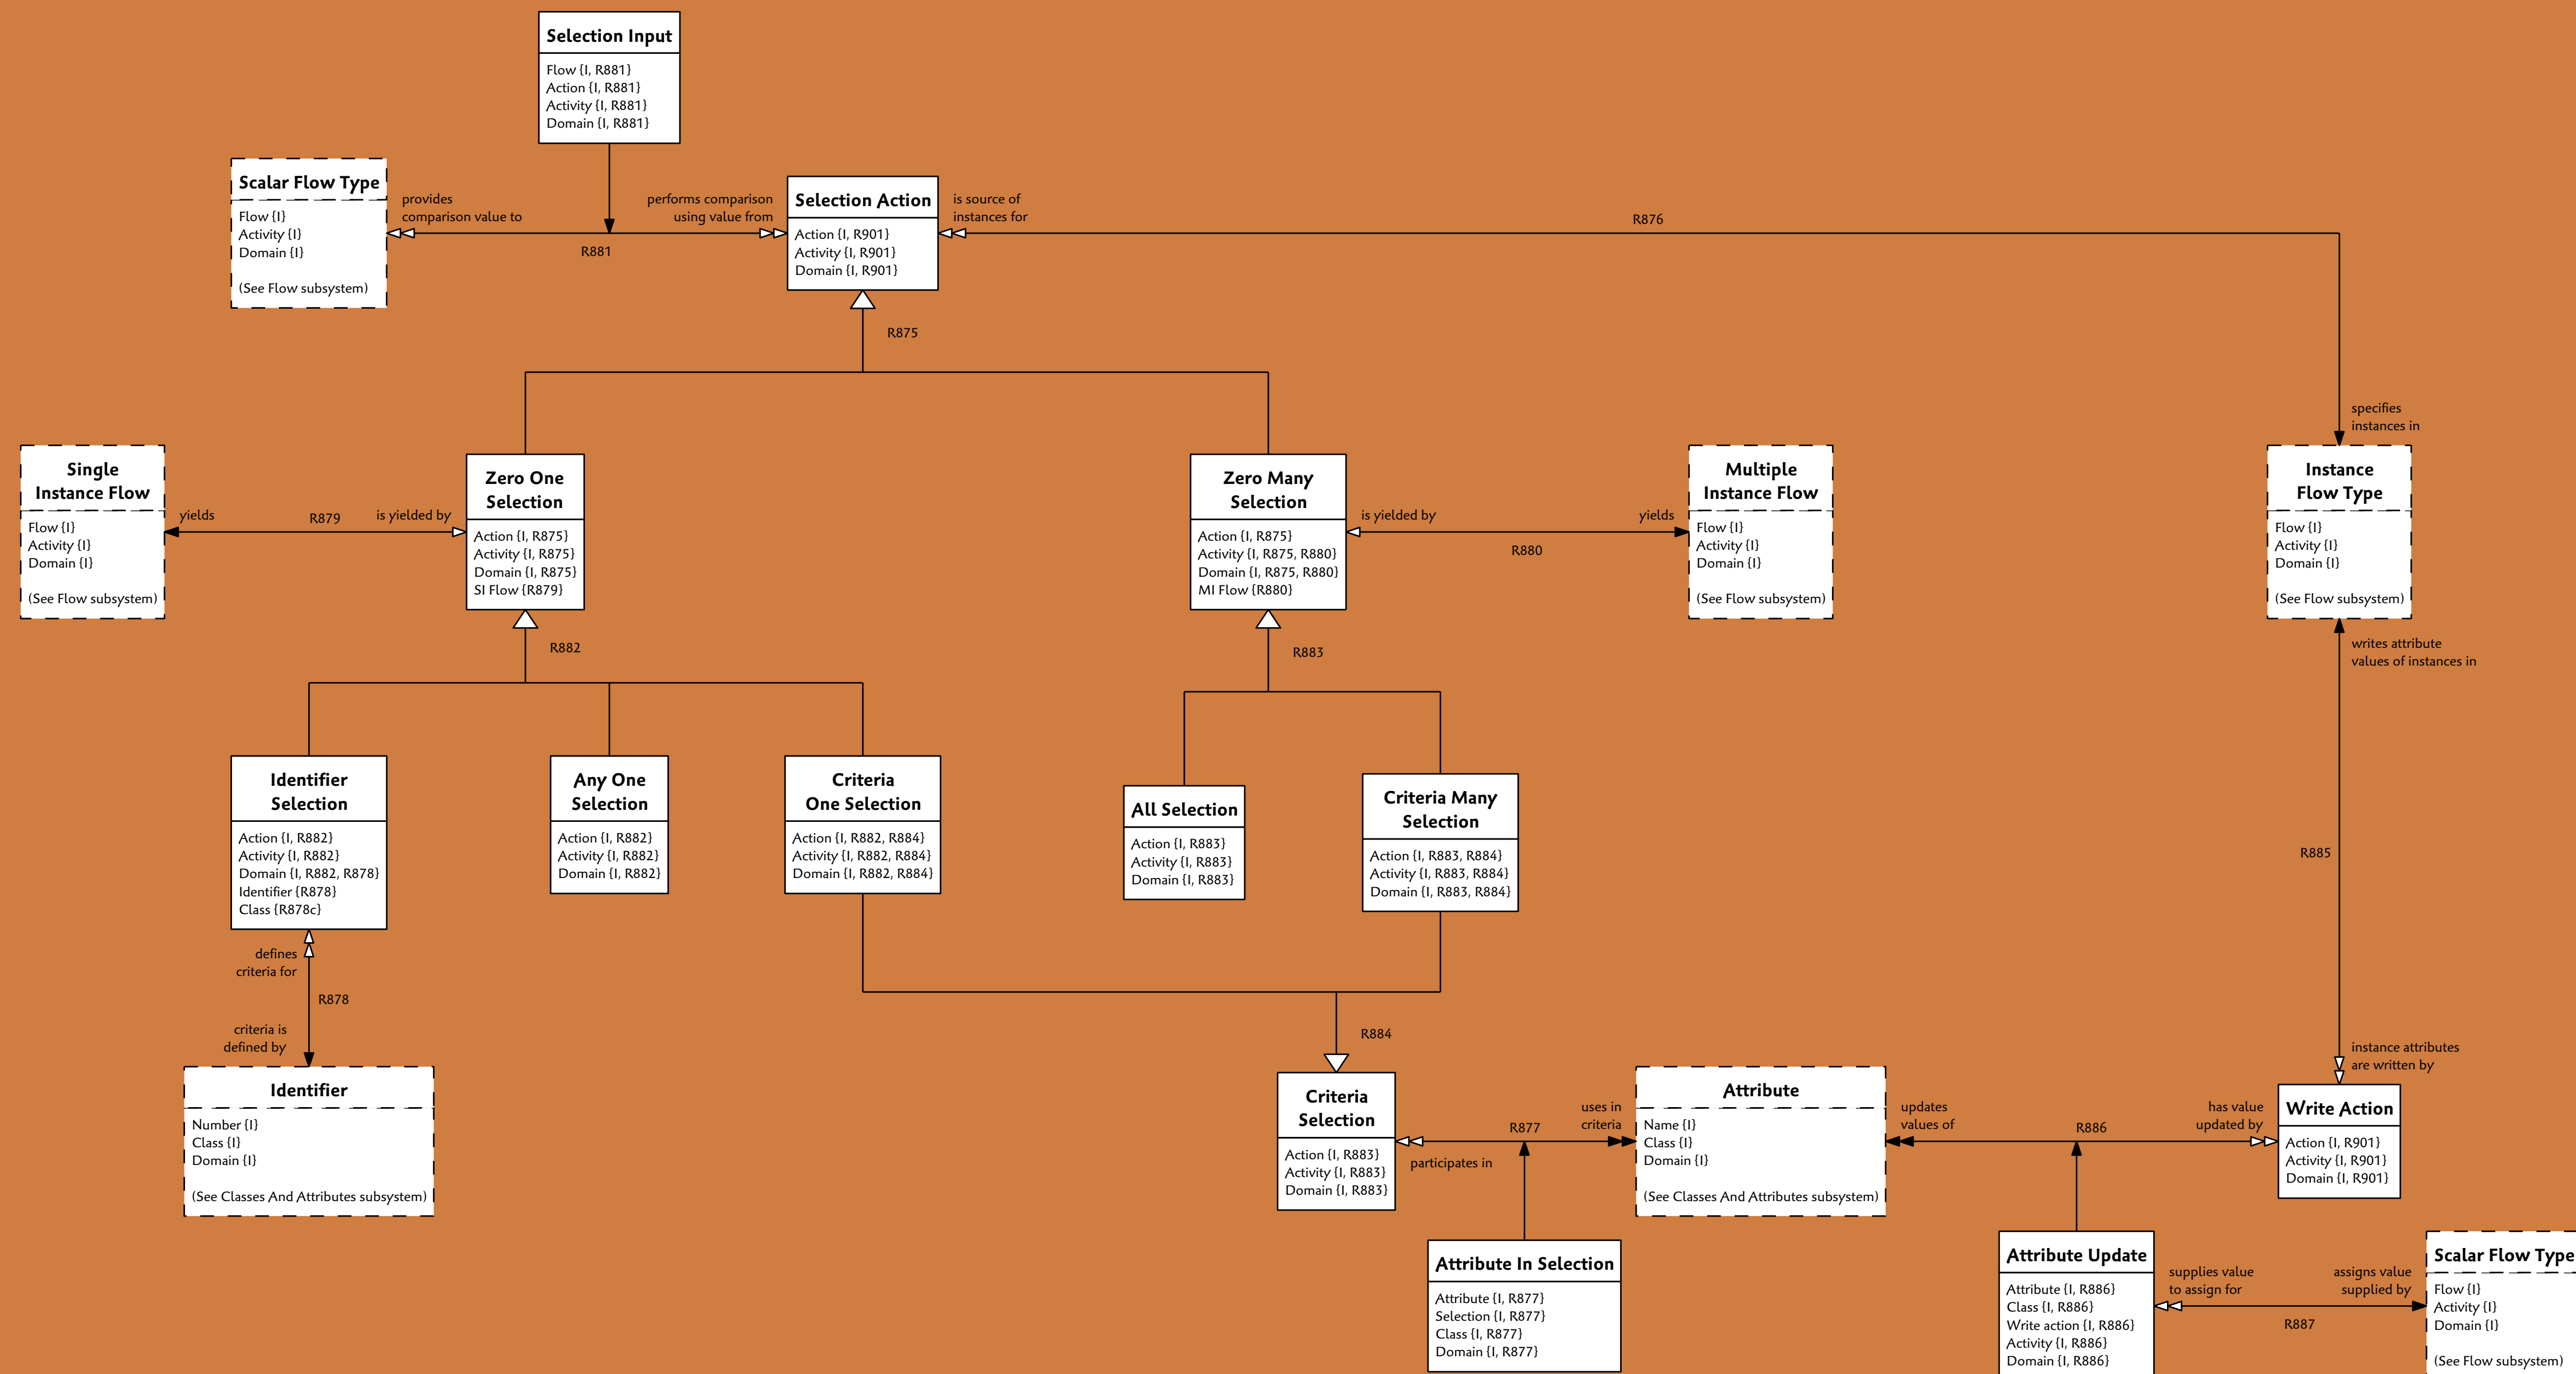 Selection Input
Flow {I, R881}
Action {I, R881}
Activity {I, R881}
Domain {I, R881}
Scalar Flow Type
Flow {I}
Activity {I}
Domain {I}
(See Flow subsystem)
provides
comparison value to
R881
performs comparison
using value from
Selection Action
Action {I, R901}
Activity {I, R901}
Domain {I, R901}
is source of
instances for
R876
specifies
instances in
R875
Single
Instance Flow
Flow {I}
Activity {I}
Domain {I}
(See Flow subsystem)
yields
R879
is yielded by
Zero One
Selection
Action {I, R875}
Activity {I, R875}
Domain {I, R875}
SI Flow {R879}
Zero Many
Selection
Action {I, R875}
Activity {I, R875, R880}
Domain {I, R875, R880}
MI Flow {R880}
is yielded by
R880
yields
Multiple
Instance Flow
Flow {I}
Activity {I}
Domain {I}
(See Flow subsystem)
Instance
Flow Type
Flow {I}
Activity {I}
Domain {I}
(See Flow subsystem)
R882
R883
writes attribute
values of instances in
Identifier
Selection
Action {I, R882}
Activity {I, R882}
Domain {I, R882, R878}
Identifier {R878}
Class {R878c}
Any One
Selection
Action {I, R882}
Activity {I, R882}
Domain {I, R882}
Criteria
One Selection
Action {I, R882, R884}
Activity {I, R882, R884}
Domain {I, R882, R884}
All Selection
Action {I, R883}
Activity {I, R883}
Domain {I, R883}
Criteria Many
Selection
Action {I, R883, R884}
Activity {I, R883, R884}
Domain {I, R883, R884}
R885
defines
criteria for
R878
criteria is
defined by
Identifier
Number {I}
Class {I}
Domain {I}
(See Classes And Attributes subsystem)
R884
Criteria
Selection
Action {I, R883}
Activity {I, R883}
Domain {I, R883}
participates in
R877
uses in
criteria
Attribute
Name {I}
Class {I}
Domain {I}
(See Classes And Attributes subsystem)
updates
values of
R886
has value
updated by
instance attributes
are written by
Write Action
Action {I, R901}
Activity {I, R901}
Domain {I, R901}
Attribute In Selection
Attribute {I, R877}
Selection {I, R877}
Class {I, R877}
Domain {I, R877}
Attribute Update
Attribute {I, R886}
Class {I, R886}
Write action {I, R886}
Activity {I, R886}
Domain {I, R886}
supplies value
to assign for
R887
assigns value
supplied by
Scalar Flow Type
Flow {I}
Activity {I}
Domain {I}
(See Flow subsystem)